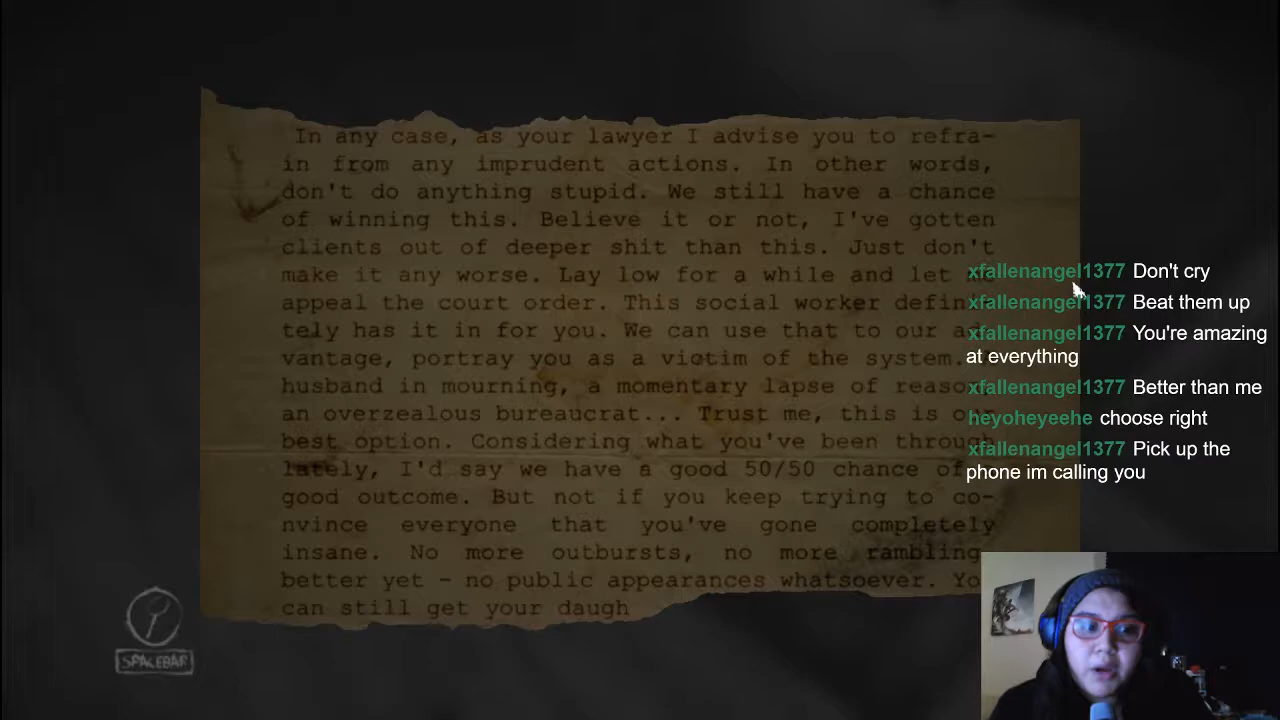 In any case, as your lawyer I advise you to refra-
in from any imprudent actions. In other words,
don't do anything stupid. We still have a chance
of winning this. Believe it or not, I've gotten
clients out of deeper shit than this. Just don't
make it any worse. Lay low for a while and let
appeal the court order. This social worker defin
tely has it in for you. We can use that to our
vantage, portray you as a victim of the system.
husband in mourning, a momentary lapse of reason
an overzealous bureaucrat... Trust me, this is
best option. Considering what you've been through
lately, I'd say we have a good 50/50 chance of
good outcome. But not if you keep trying to co-
nvince everyone that you've gone completely
insane. No more outbursts, no more rambling
better yet - no public appearances whatsoever.
can still get your daugh
SPACEBAR
xfallenangel1377 Don't cry
xfallenangel1377 Beat them up
xfallenangel1377 You're amazing
at everything
xfallenangel1377 Better than me
heyoheyeehe choose right
xfallenangel1377 Pick up the
phone im calling you